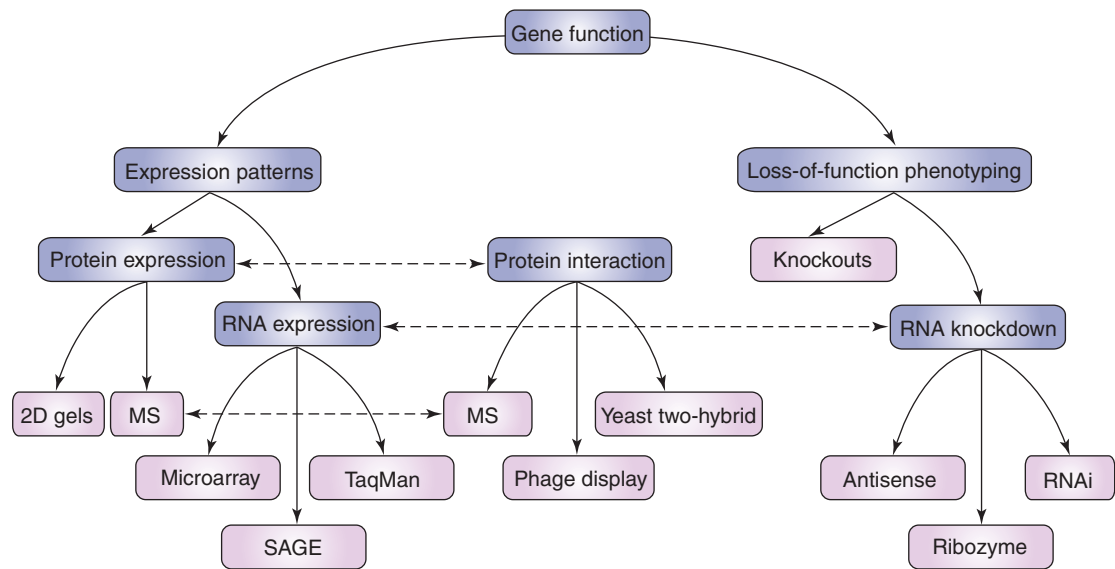 Gene function
Expression patterns
Loss-of-function phenotyping
Protein expression
Protein interaction
Knockouts
RNA expression
RNA knockdown
2D gels
MS
MS
Yeast two-hybrid
Microarray
TaqMan
Phage display
Antisense
RNAi
SAGE
Ribozyme